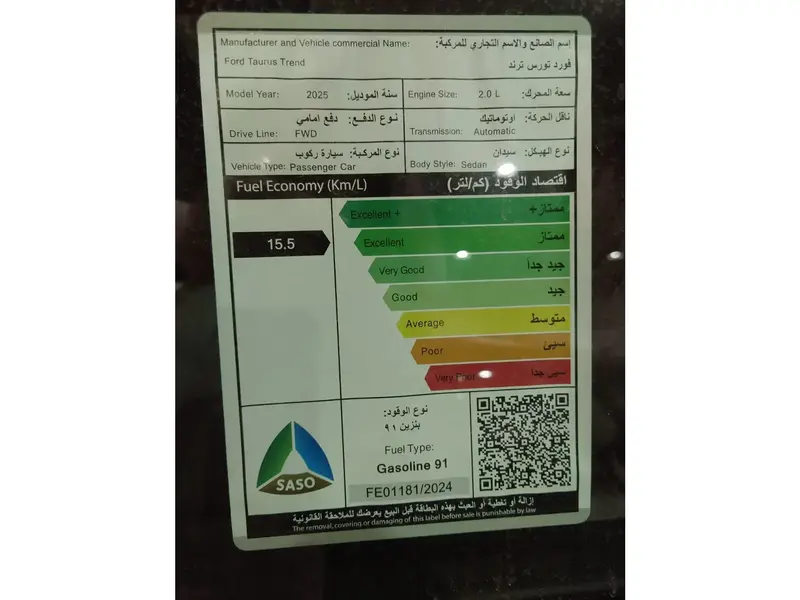 Manufacturer and Vehicle commercial Name: إسم الصانع والاسم التجاري للمركبة:
Ford Taurus Trend فورد تورس ترند
Model Year: 2025 سنة الموديل: Engine Size: 2.0 L سعة المحرك:
نوع الدفع: دفع امامي
Drive Line: FWD
ناقل الحركة: اوتوماتيك
Transmission: Automatic
نوع المركبة: سيارة ركوب
Vehicle Type: Passenger Car
نوع الهيكل: سيدان
Body Style: Sedan
Fuel Economy (Km/L) اقتصاد الوقود (كم/لتر)
Excellent + ممتاز+
15.5
Excellent ممتاز
Very Good جيد جداً
Good جيد
Average متوسط
Poor سيئ
Very Poor سيئ جداً
SASO
نوع الوقود:
بنزين ٩١
Fuel Type:
Gasoline 91
FE01181/2024
إزالة أو تغطية أو العبث بهذه البطاقة قبل البيع يعرضك للملاحقة القانونية
The removal, covering or damaging of this label before sale is punishable by law